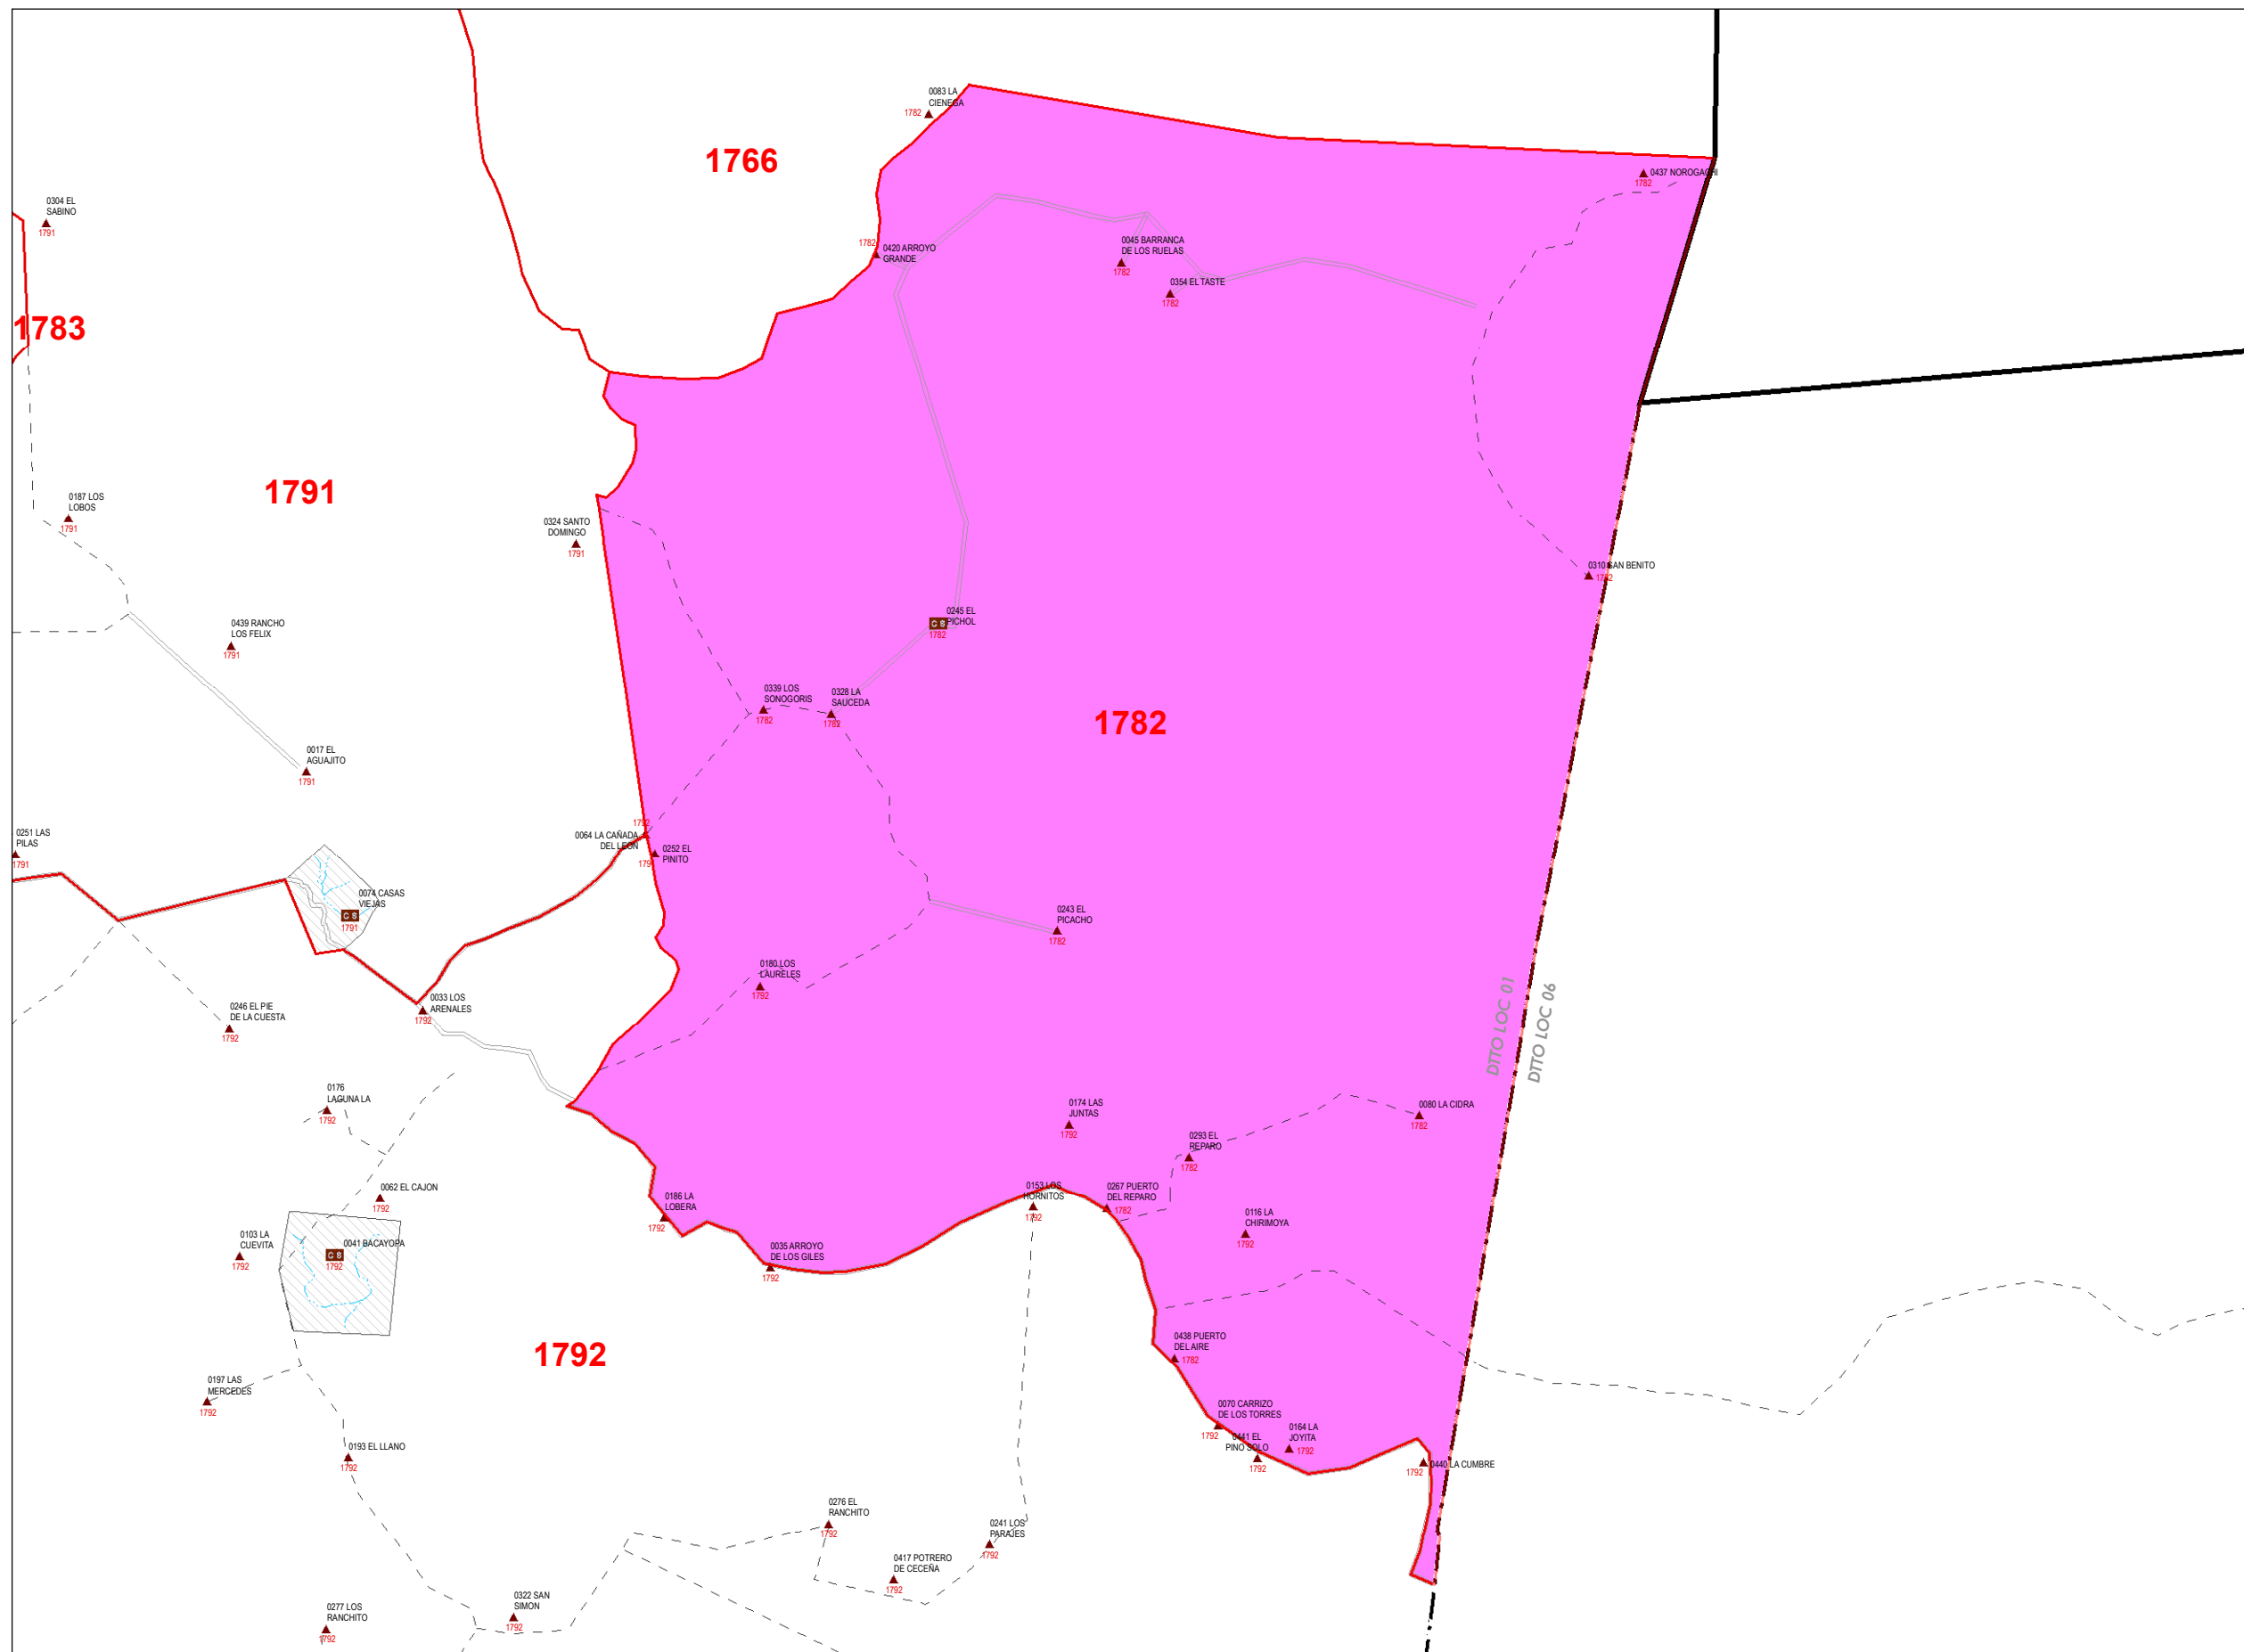 0083 LA
CIENEGA
1782
1766
0437 NOROGACHI
1782
0304 EL
SABINO
1791
1782
0420 ARROYO
GRANDE
0045 BARRANCA
DE LOS RUELAS
1782
0354 EL TASTE
1782
1783
1791
0187 LOS
LOBOS
1791
0324 SANTO
DOMINGO
1791
0310 SAN BENITO
1782
0245 EL
PICHOL
C S
1782
0439 RANCHO
LOS FELIX
1791
0339 LOS
SONOGORIS
1782
0328 LA
SAUCEDA
1782
1782
0017 EL
AGUAJITO
1791
1792
0064 LA CAÑADA
DEL LEON
0252 EL
PINITO
0251 LAS
PILAS
1791
0074 CASAS
VIEJAS
C S
1791
0243 EL
PICACHO
1782
0180 LOS
LAURELES
1792
0033 LOS
ARENALES
1792
0246 EL PIE
DE LA CUESTA
1792
DTTO LOC 01
DTTO LOC 06
0176
LAGUNA LA
1792
0174 LAS
JUNTAS
1792
0080 LA CIDRA
1782
0293 EL
REPARO
1782
0062 EL CAJON
1792
0186 LA
LOBERA
1792
0153 LOS
HORNITOS
1792
0267 PUERTO
DEL REPARO
1782
0116 LA
CHIRIMOYA
1792
0103 LA
CUEVITA
1792
0041 BACAYOPA
C S
1792
0035 ARROYO
DE LOS GILES
1792
1792
0438 PUERTO
DEL AIRE
1782
0197 LAS
MERCEDES
1792
0070 CARRIZO
DE LOS TORRES
1792
0164 LA
JOYITA
1792
0441 EL
PINO SOLO
1792
0193 EL LLANO
1792
0440 LA CUMBRE
1792
0276 EL
RANCHITO
1792
0241 LOS
PARAJES
1792
0417 POTRERO
DE CECEÑA
1792
0322 SAN
SIMON
1792
0277 LOS
RANCHITO
1792